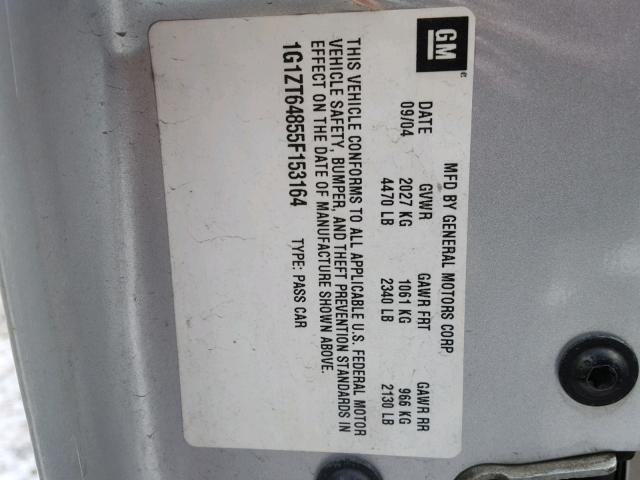 GM
MFD BY GENERAL MOTORS CORP
DATE GVWR GAWR FRT GAWR RR
09/04 2027 KG 1061 KG 966 KG
4470 LB 2340 LB 2130 LB
THIS VEHICLE CONFORMS TO ALL APPLICABLE U.S. FEDERAL MOTOR
VEHICLE SAFETY, BUMPER, AND THEFT PREVENTION STANDARDS IN
EFFECT ON THE DATE OF MANUFACTURE SHOWN ABOVE.
1G1ZT64855F153164 TYPE: PASS CAR